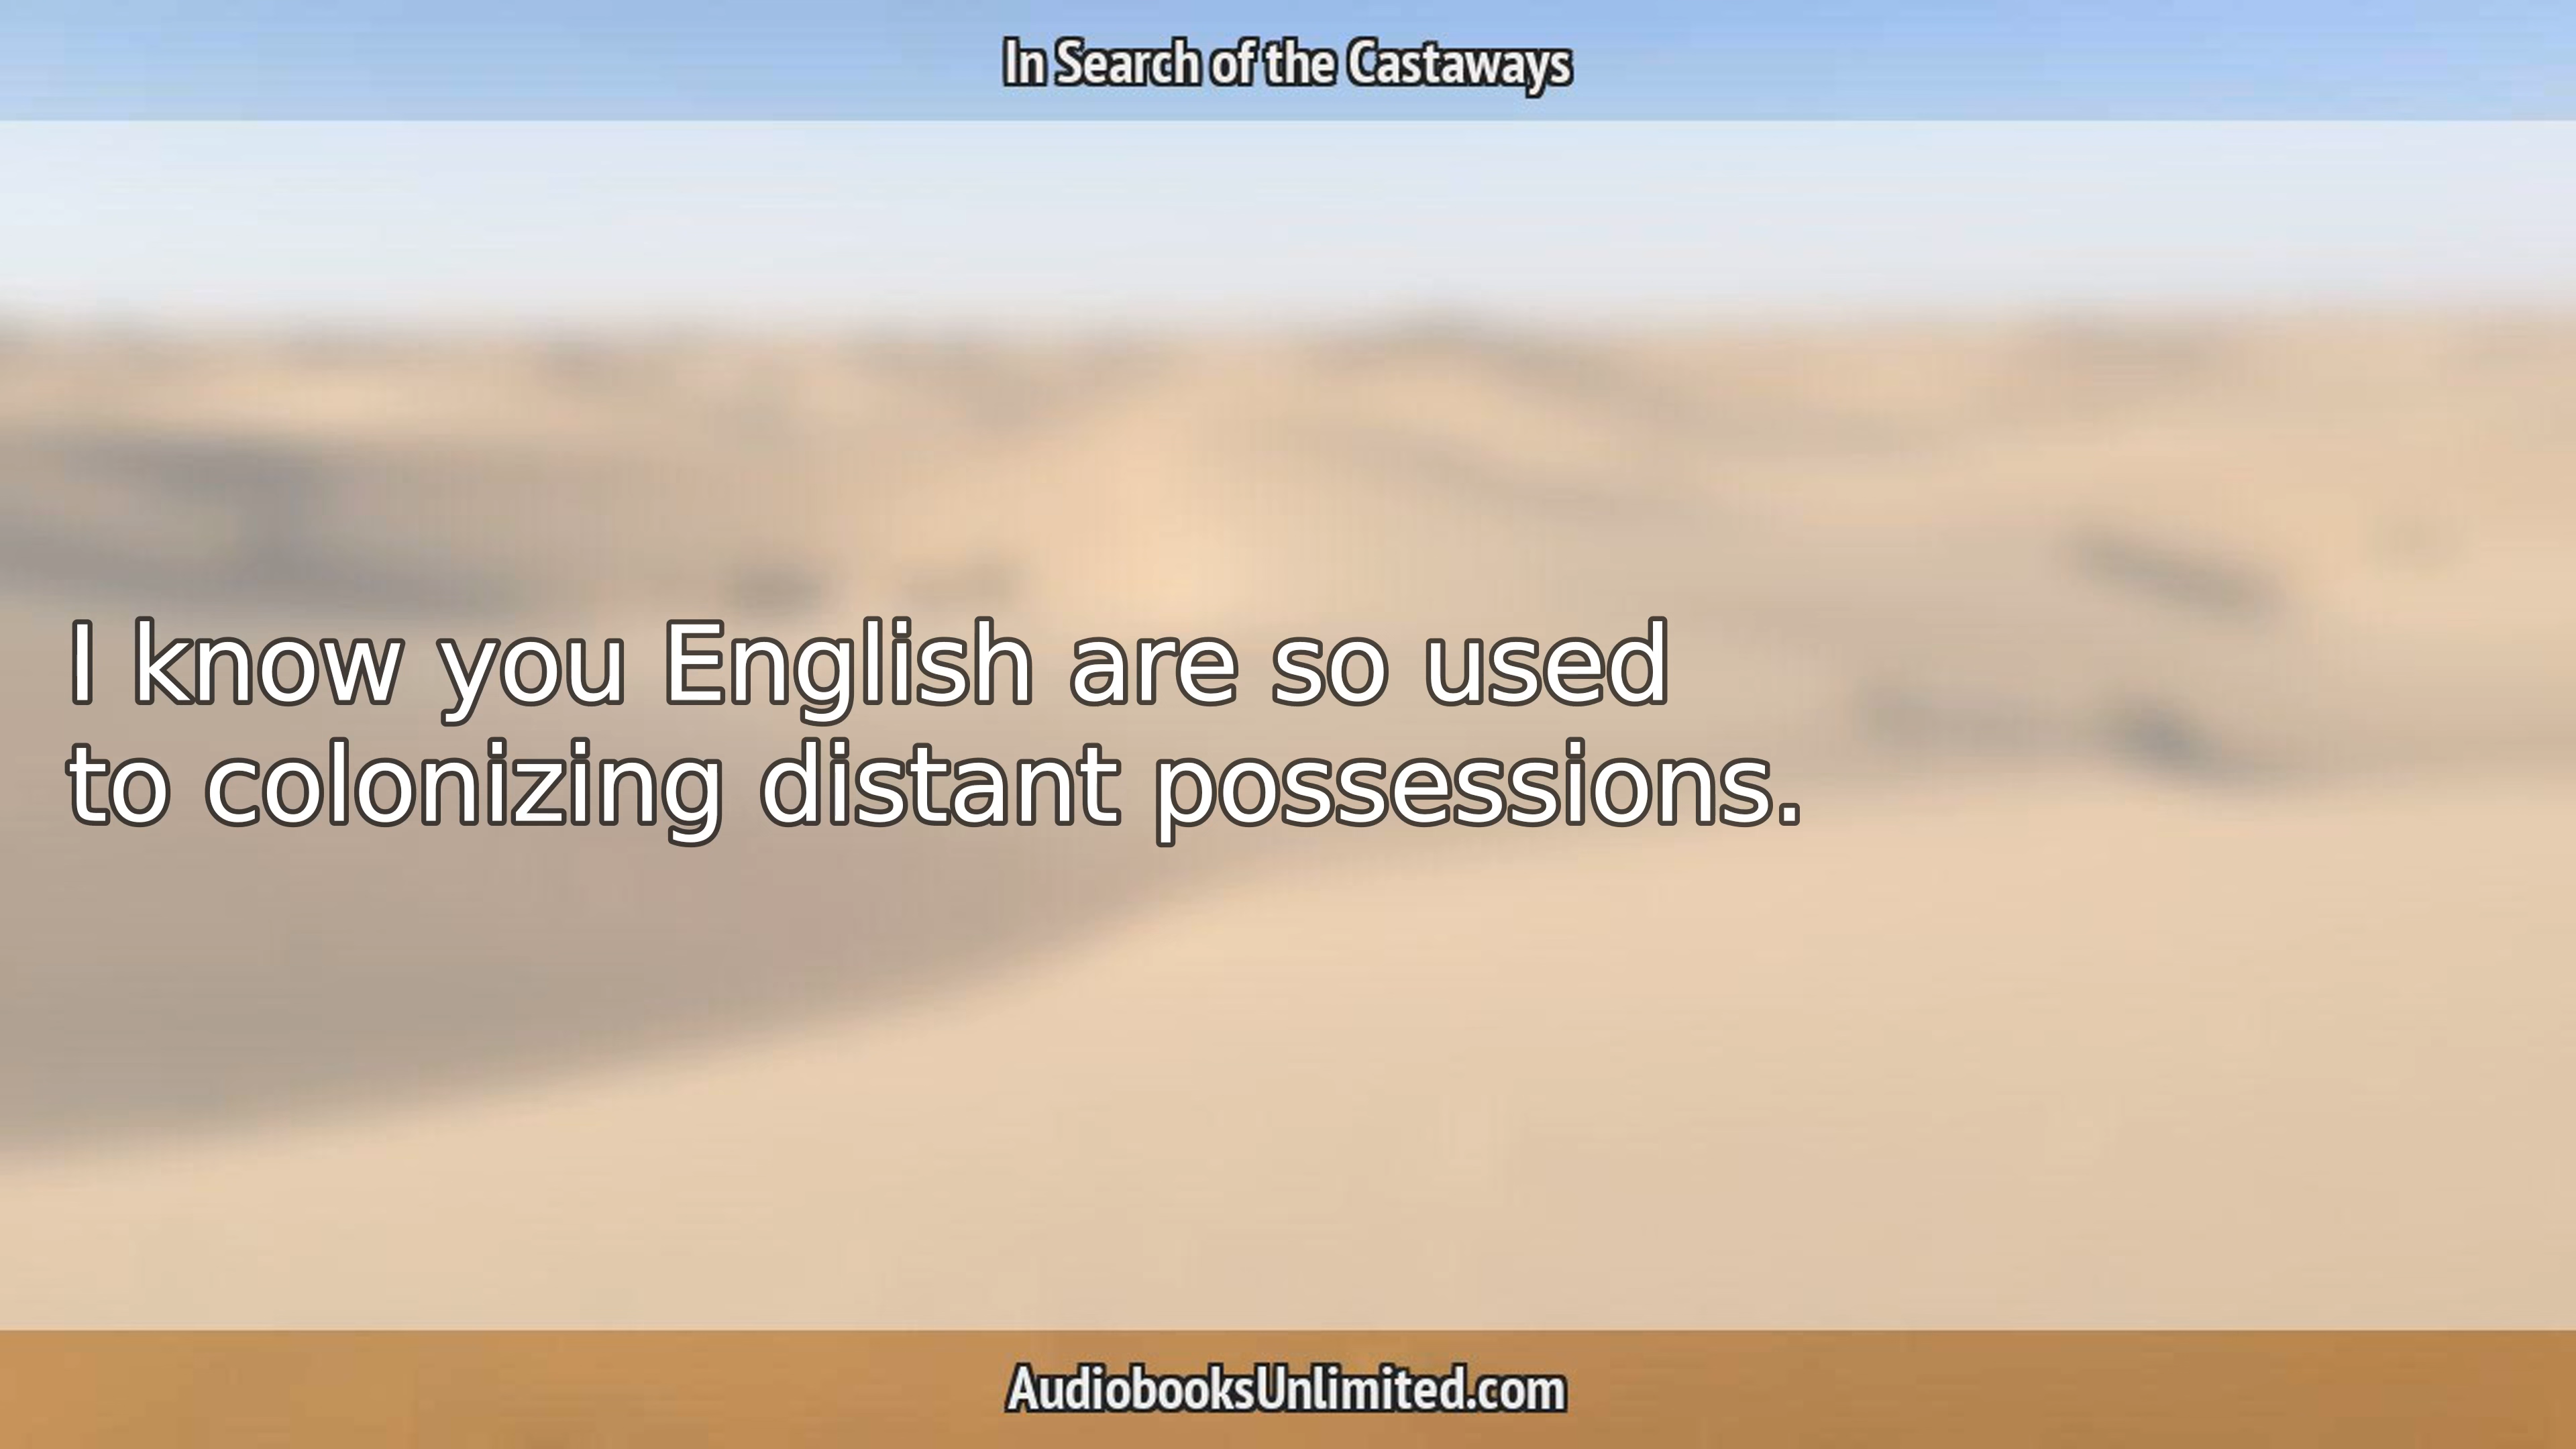 In Search of the Castaways
I know you English are so used
to colonizing distant possessions.
AudiobooksUnlimited.com